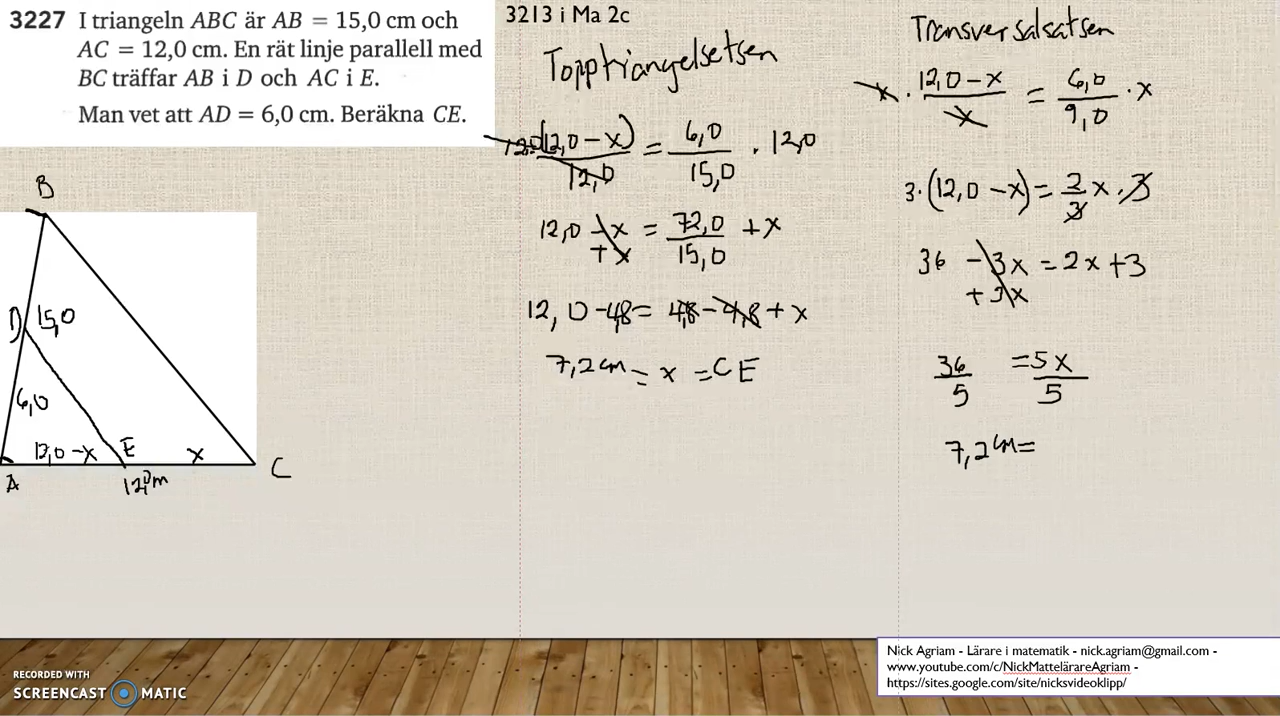 3227 I triangeln ABC är AB = 15,0 cm och
AC = 12,0 cm. En rät linje parallell med
BC träffar AB i D och AC i E.
Man vet att AD = 6,0 cm. Beräkna CE.
B
D 15,0
6,0
12,0 - x E x
A 12,0 cm C
3213 i Ma 2c
Topptriangelsetsen
12,0(12,0 - x)/12,0 = 6,0/15,0 · 12,0
12,0 - x + x = 72,0/15,0 + x
12,0 - 4,8 = 4,8 - 4,8 + x
7,2 cm = x = CE
Transversalsatsen
x · 12,0 - x/x = 6,0/9,0 · x
3 · (12,0 - x) = 2/3 x · 3
36 - 3x = 2x + 3
+ 3x
36/5 = 5x/5
7,2 cm =
Nick Agriam - Lärare i matematik - nick.agriam@gmail.com -
www.youtube.com/c/NickMattelärareAgriam -
https://sites.google.com/site/nicksvideoklipp/
RECORDED WITH
SCREENCAST MATIC